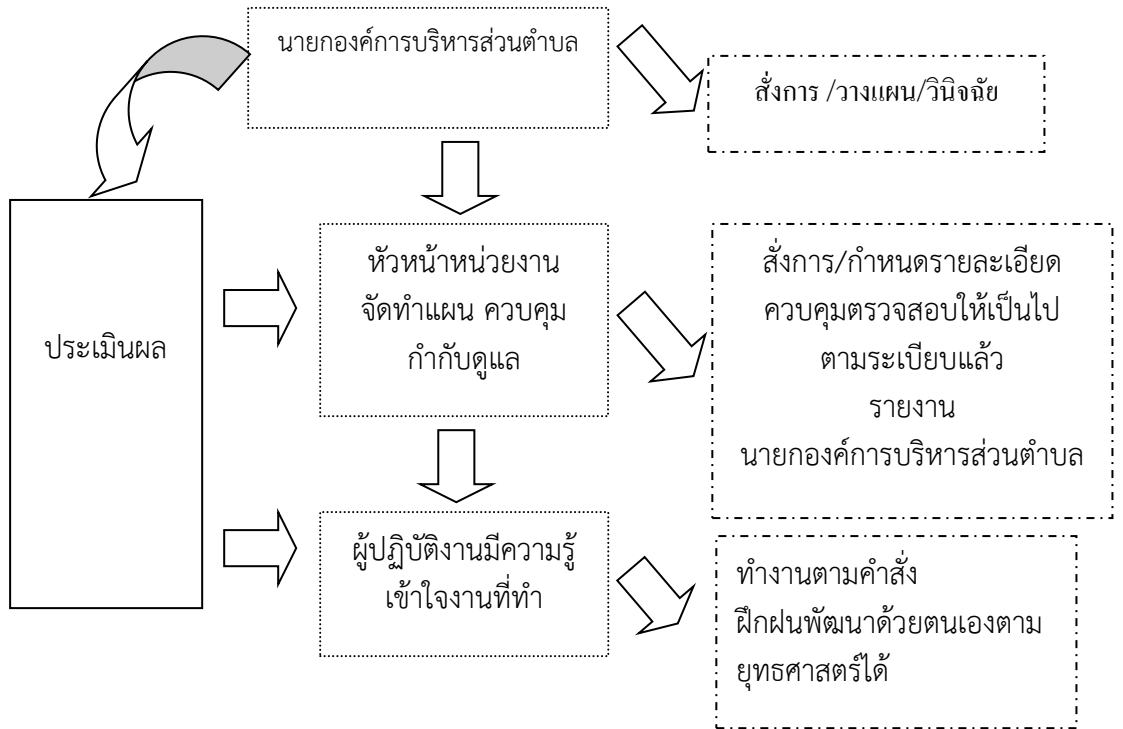 นายกองค์การบริหารส่วนตำบล
สั่งการ /วางแผน/วินิจฉัย
ประเมินผล
หัวหน้าหน่วยงาน
จัดทำแผน ควบคุม
กำกับดูแล
สั่งการ/กำหนดรายละเอียด
ควบคุมตรวจสอบให้เป็นไป
ตามระเบียบแล้ว
รายงาน
นายกองค์การบริหารส่วนตำบล
ผู้ปฏิบัติงานมีความรู้
เข้าใจงานที่ทำ
ทำงานตามคำสั่ง
ฝึกฝนพัฒนาด้วยตนเองตาม
ยุทธศาสตร์ได้